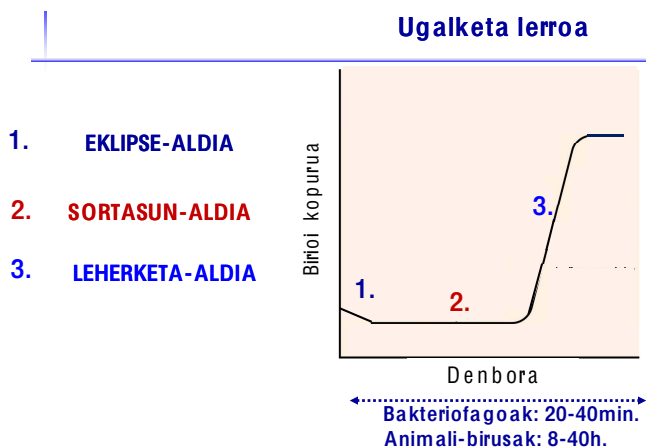 Ugalketa lerroa
1. EKLIPSE-ALDIA
2. SORTASUN-ALDIA
3. LEHERKETA-ALDIA
Birioi kopurua
1.
2.
3.
Denbora
Bakteriofagoak: 20-40min.
Animali-birusak: 8-40h.